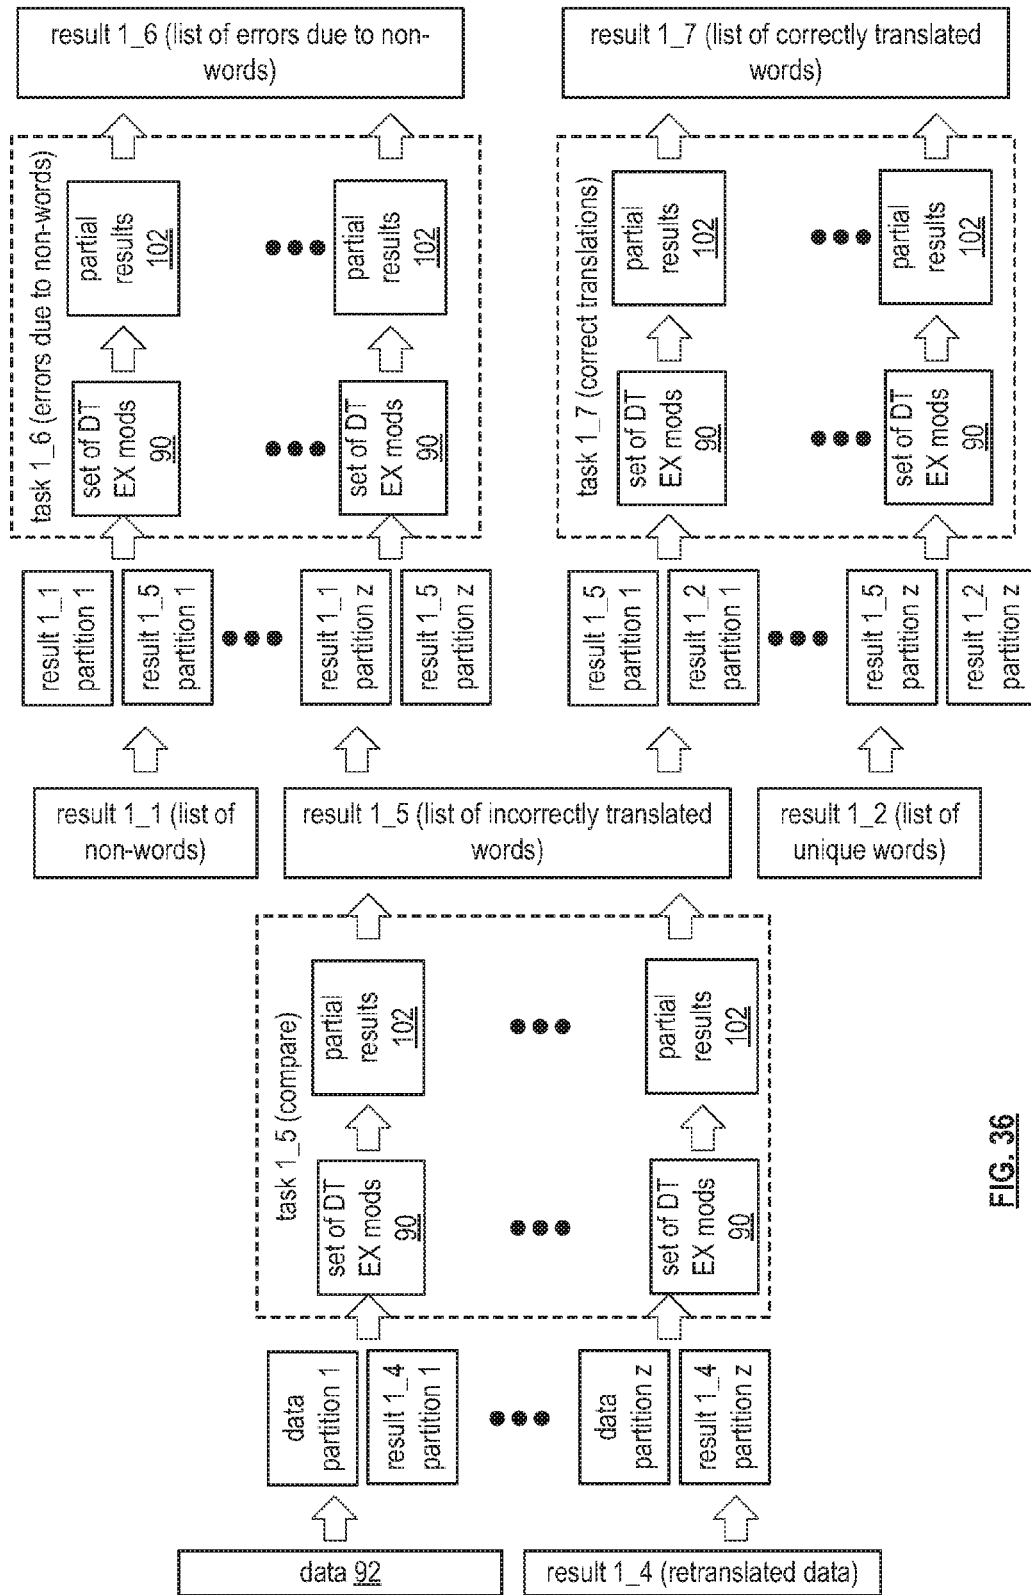 result 1_6 (list of errors due to non-
words)
task 1_6 (errors due to non-words)
partial
results
102
partial
results
102
set of DT
EX mods
90
set of DT
EX mods
90
result 1_1
partition 1
result 1_5
partition 1
result 1_1
partition z
result 1_5
partition z
result 1_7 (list of correctly translated
words)
task 1_7 (correct translations)
partial
results
102
partial
results
102
set of DT
EX mods
90
set of DT
EX mods
90
result 1_5
partition 1
result 1_2
partition 1
result 1_5
partition z
result 1_2
partition z
result 1_1 (list of
non-words)
result 1_5 (list of incorrectly translated
words)
result 1_2 (list of
unique words)
task 1_5 (compare)
partial
results
102
partial
results
102
set of DT
EX mods
90
set of DT
EX mods
90
data
partition 1
result 1_4
partition 1
data
partition z
result 1_4
partition z
data 92
result 1_4 (retranslated data)
FIG. 36